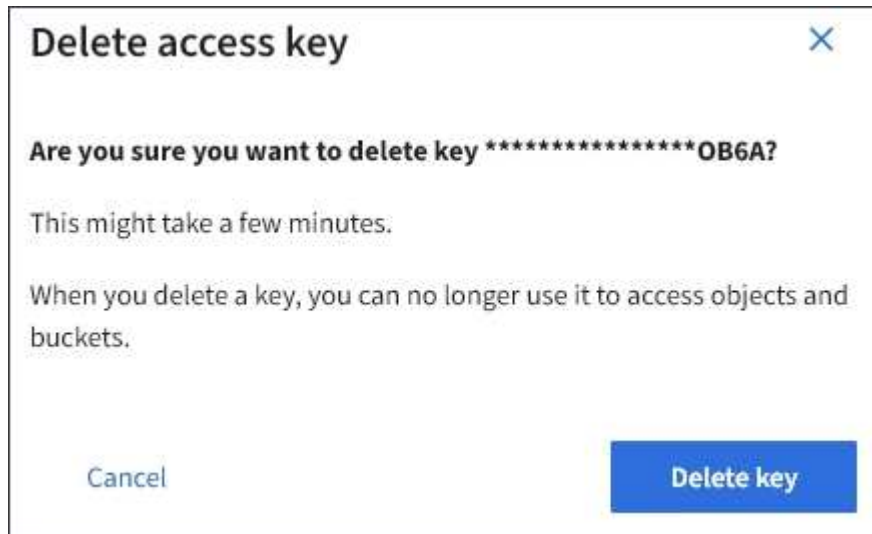 Delete access key
Are you sure you want to delete key ****************OB6A?
This might take a few minutes.
When you delete a key, you can no longer use it to access objects and
buckets.
Cancel
Delete key